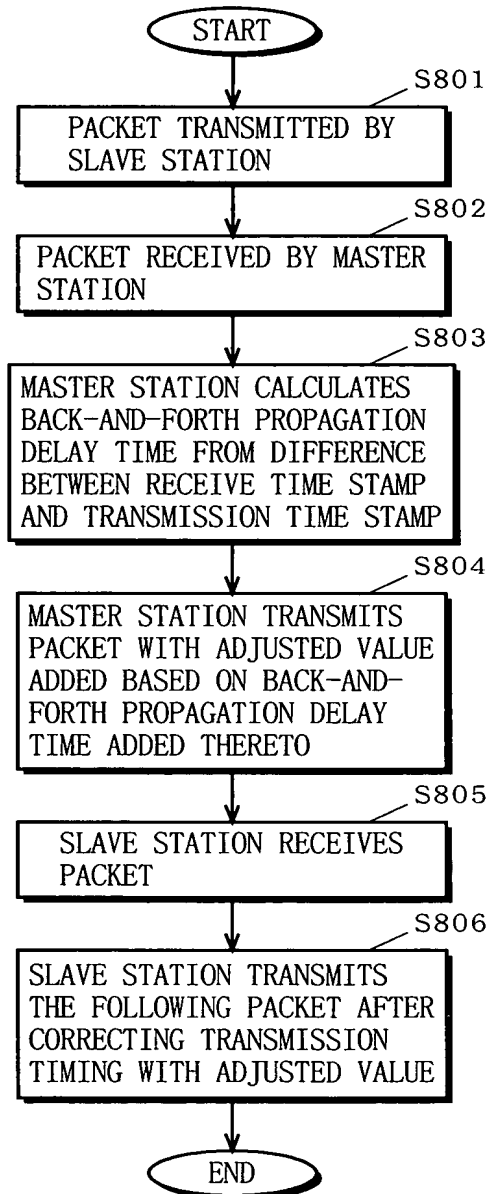 START
S801
PACKET TRANSMITTED BY
SLAVE STATION
S802
PACKET RECEIVED BY MASTER
STATION
S803
MASTER STATION CALCULATES
BACK-AND-FORTH PROPAGATION
DELAY TIME FROM DIFFERENCE
BETWEEN RECEIVE TIME STAMP
AND TRANSMISSION TIME STAMP
S804
MASTER STATION TRANSMITS
PACKET WITH ADJUSTED VALUE
ADDED BASED ON BACK-AND-
FORTH PROPAGATION DELAY
TIME ADDED THERETO
S805
SLAVE STATION RECEIVES
PACKET
S806
SLAVE STATION TRANSMITS
THE FOLLOWING PACKET AFTER
CORRECTING TRANSMISSION
TIMING WITH ADJUSTED VALUE
END